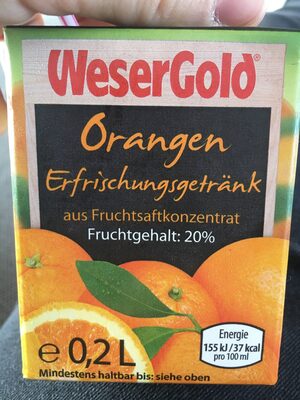 WeserGold®
Orangen
Erfrischungsgetränk
aus Fruchtsaftkonzentrat
Fruchtgehalt: 20%
Energie
155 kJ / 37 kcal
pro 100 ml
e 0,2 L
Mindestens haltbar bis: siehe oben